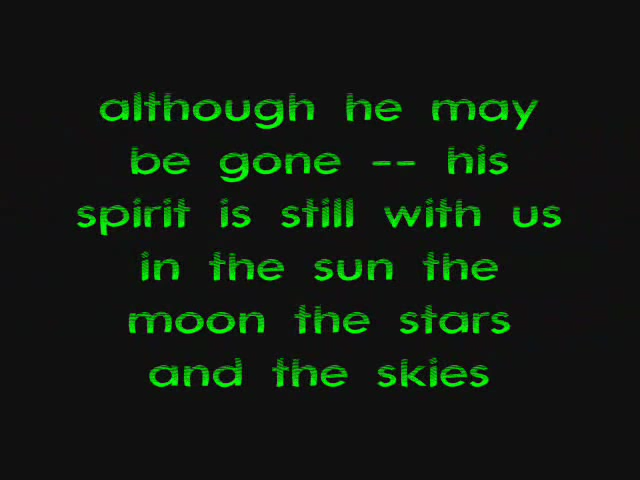 although he may
be gone -- his
spirit is still with us
in the sun the
moon the stars
and the skies